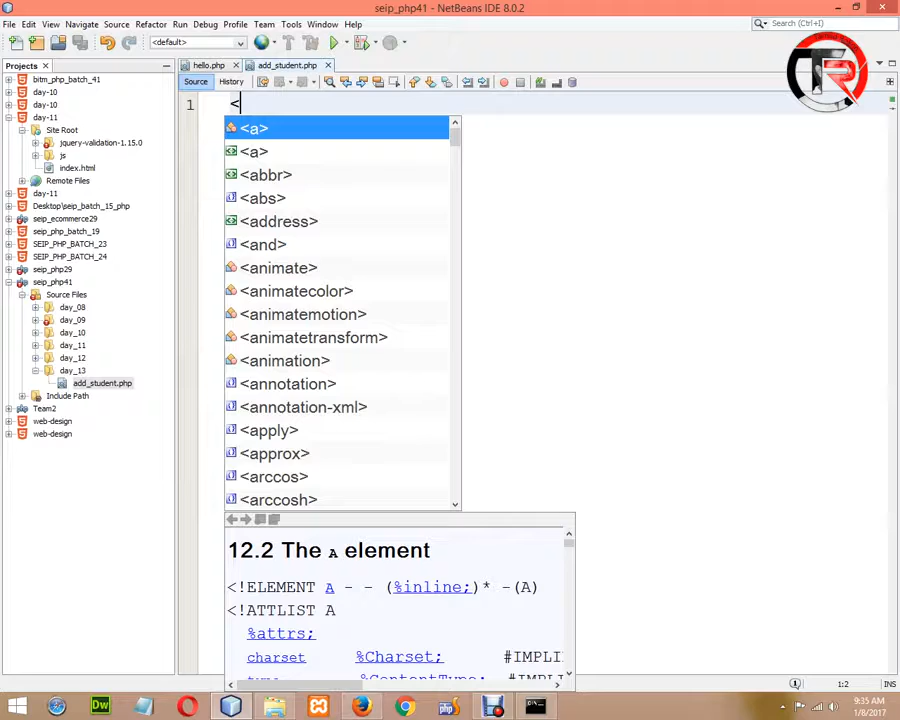 seip_php41 - NetBeans IDE 8.0.2
File Edit View Navigate Source Refactor Run Debug Profile Team Tools Window Help
Search (Ctrl+I)
<default>
Projects
hello.php
add_student.php
Source History
bitm_php_batch_41
day-10
day-10
day-11
Site Root
jquery-validation-1.15.0
js
index.html
Remote Files
day-11
Desktop\seip_batch_15_php
seip_ecommerce29
seip_php_batch_19
SEIP_PHP_BATCH_23
SEIP_PHP_BATCH_24
seip_php29
seip_php41
Source Files
day_08
day_09
day_10
day_11
day_12
day_13
add_student.php
Include Path
Team2
web-design
web-design
1 <
<a>
<a>
<abbr>
<abs>
<address>
<and>
<animate>
<animatecolor>
<animatemotion>
<animatetransform>
<animation>
<annotation>
<annotation-xml>
<apply>
<approx>
<arccos>
<arccosh>
12.2 The A element
<!ELEMENT A - - (%inline;)* -(A)
<!ATTLIST A
%attrs;
charset %Charset; #IMPLI
type %ContentType; #IMPLI
1:2 INS
Dw
9:35 AM
1/8/2017